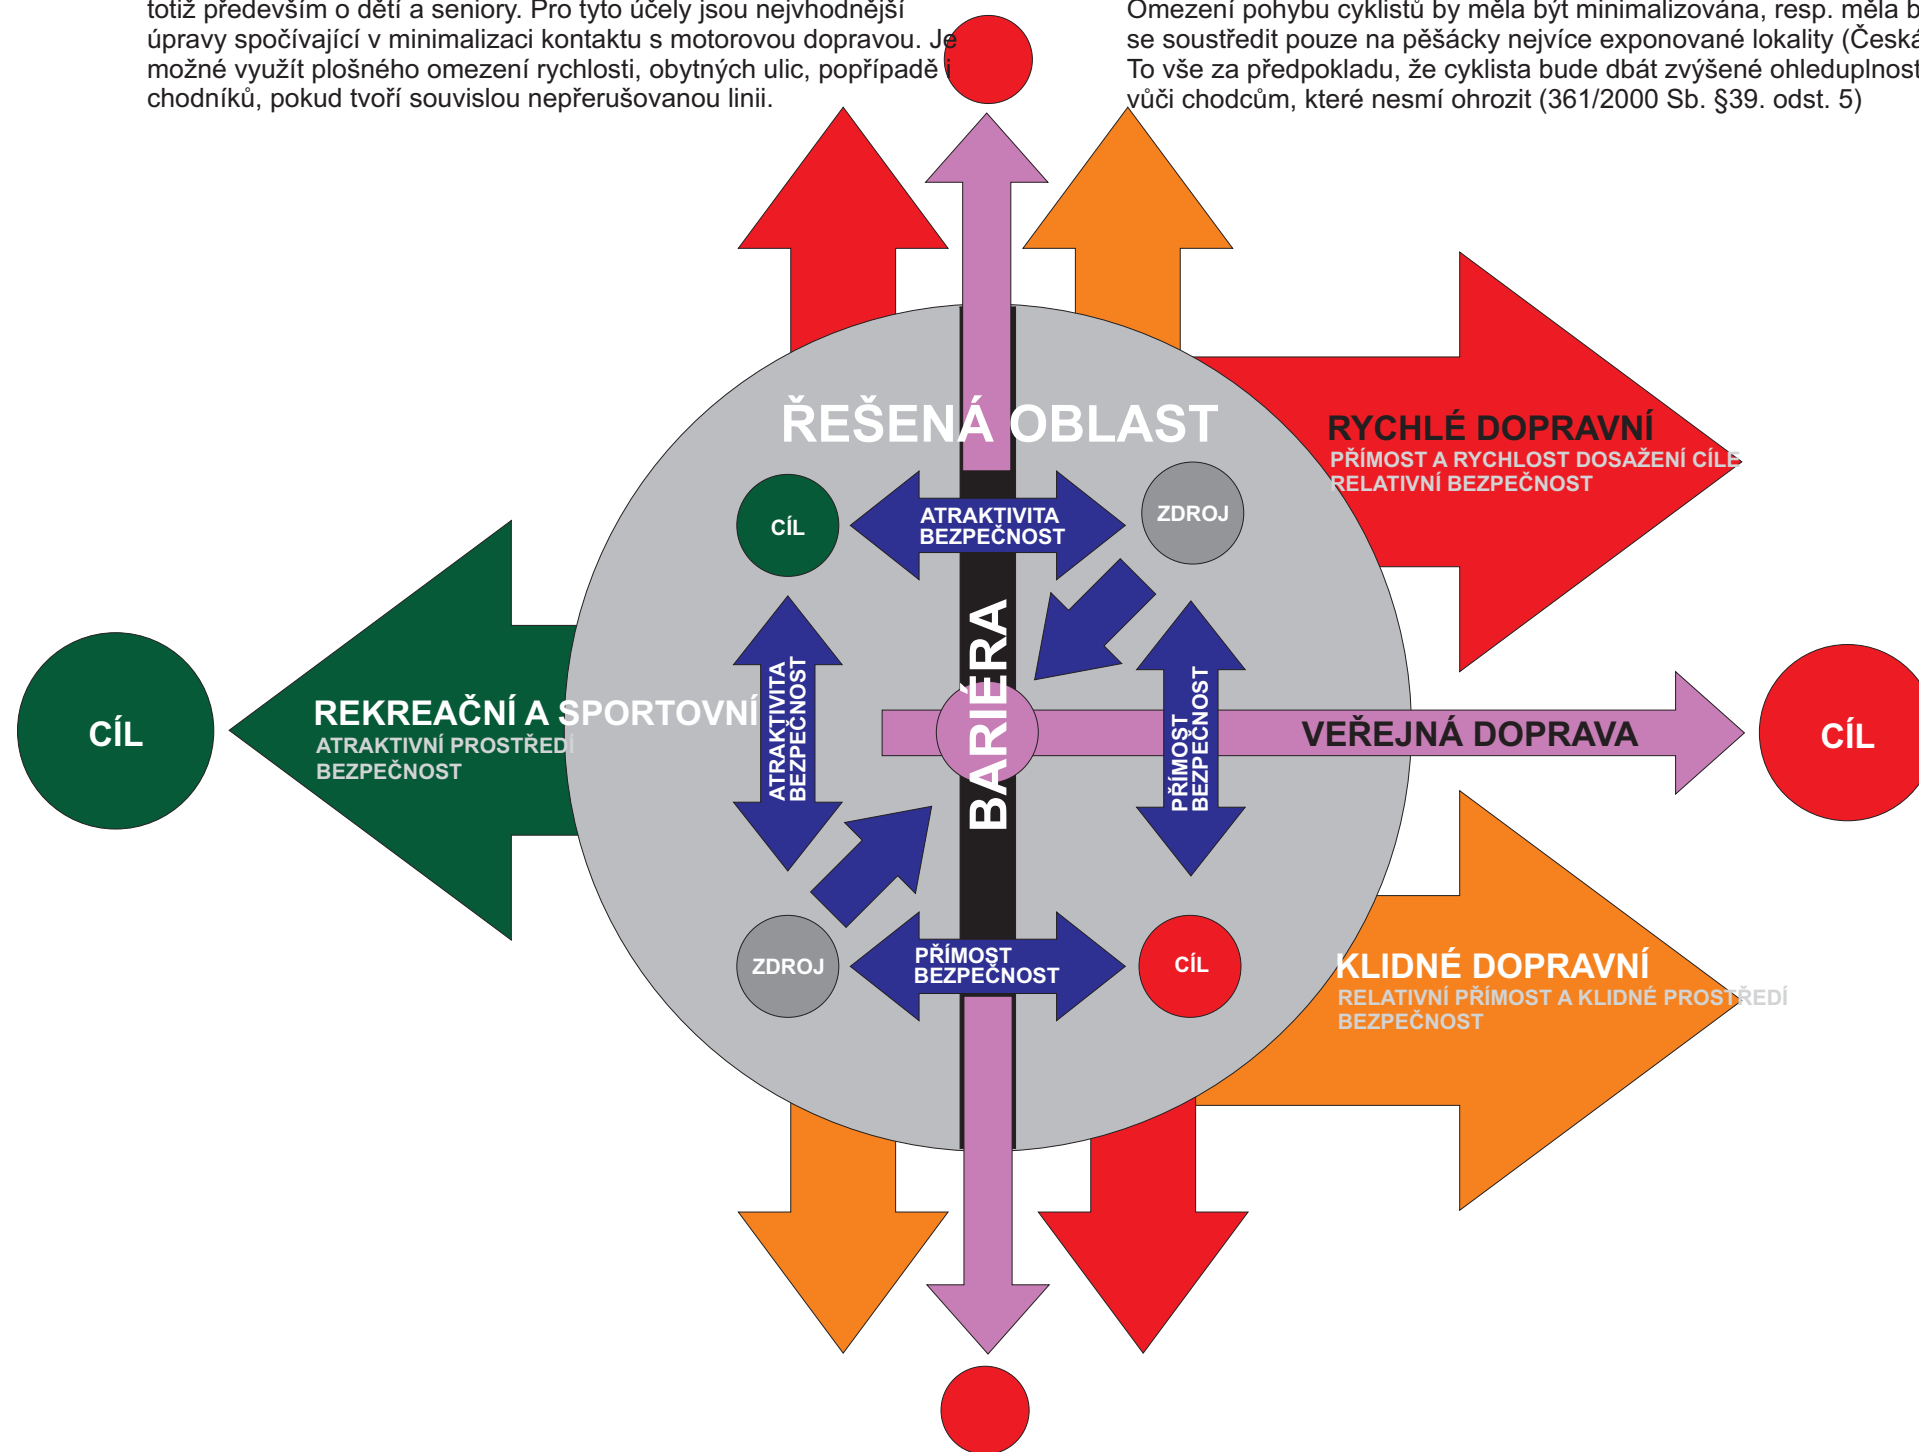 totiž především o dětí a seniory. Pro tyto účely jsou nejvhodnější
úpravy spočívající v minimalizaci kontaktu s motorovou dopravou. Je
možné využít plošného omezení rychlosti, obytných ulic, popřípadě i
chodníků, pokud tvoří souvislou nepřerušovanou linii.
Omezení pohybu cyklistů by měla být minimalizována, resp. měla b
se soustředit pouze na pěšácky nejvíce exponované lokality (Česká
To vše za předpokladu, že cyklista bude dbát zvýšené ohleduplnost
vůči chodcům, které nesmí ohrozit (361/2000 Sb. §39. odst. 5)
ŘEŠENÁ OBLAST
RYCHLÉ DOPRAVNÍ
PŘÍMOST A RYCHLOST DOSAŽENÍ CÍLE
RELATIVNÍ BEZPEČNOST
CÍL
ATRAKTIVITA
BEZPEČNOST
ZDROJ
BARIÉRA
CÍL
REKREAČNÍ A SPORTOVNÍ
ATRAKTIVNÍ PROSTŘEDÍ
BEZPEČNOST
ATRAKTIVITA
BEZPEČNOST
PŘÍMOST
BEZPEČNOST
VEŘEJNÁ DOPRAVA
CÍL
ZDROJ
PŘÍMOST
BEZPEČNOST
CÍL
KLIDNÉ DOPRAVNÍ
RELATIVNÍ PŘÍMOST A KLIDNÉ PROSTŘEDÍ
BEZPEČNOST